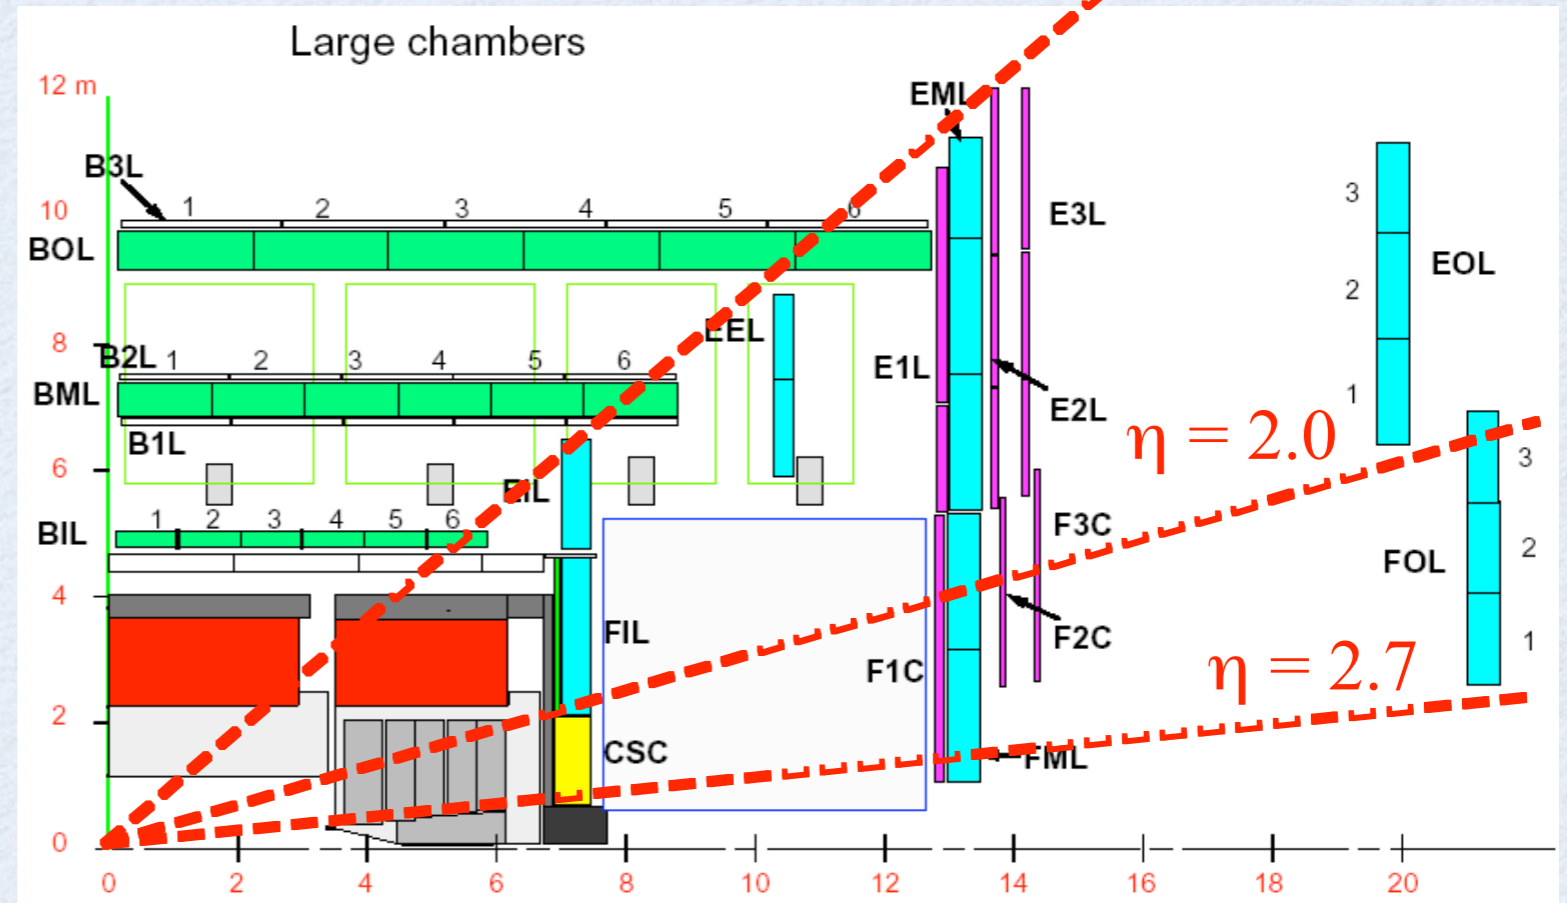 Large chambers
12 m
EML
B3L
1 2 3 4 5 6
10
BOL
E3L
3
EOL
2
1
8
B2L 1 2 3 4 5 6
EEL
E1L
BML
E2L
B1L
η = 2.0
6
EIL
3
BIL
1 2 3 4 5 6
F3C
2
FOL
4
FIL
F2C
1
F1C
η = 2.7
2
CSC
FML
0
0 2 4 6 8 10 12 14 16 18 20